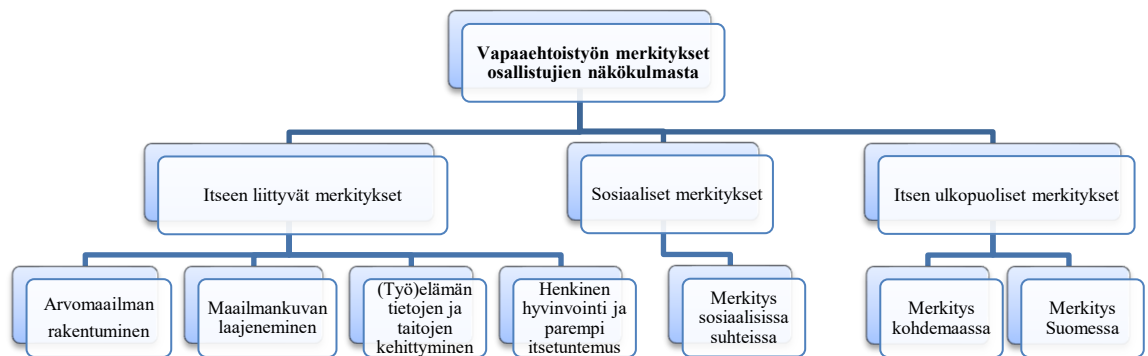 Vapaaehtoistyön merkitykset
osallistujien näkökulmasta
Itseen liittyvät merkitykset
Sosiaaliset merkitykset
Itsen ulkopuoliset merkitykset
Arvomaailman
rakentuminen
Maailmankuvan
laajeneminen
(Työ)elämän
tietojen ja
taitojen
kehittyminen
Henkinen
hyvinvointi ja
parempi
itsetuntemus
Merkitys
sosiaalisissa
suhteissa
Merkitys
kohdemaassa
Merkitys
Suomessa